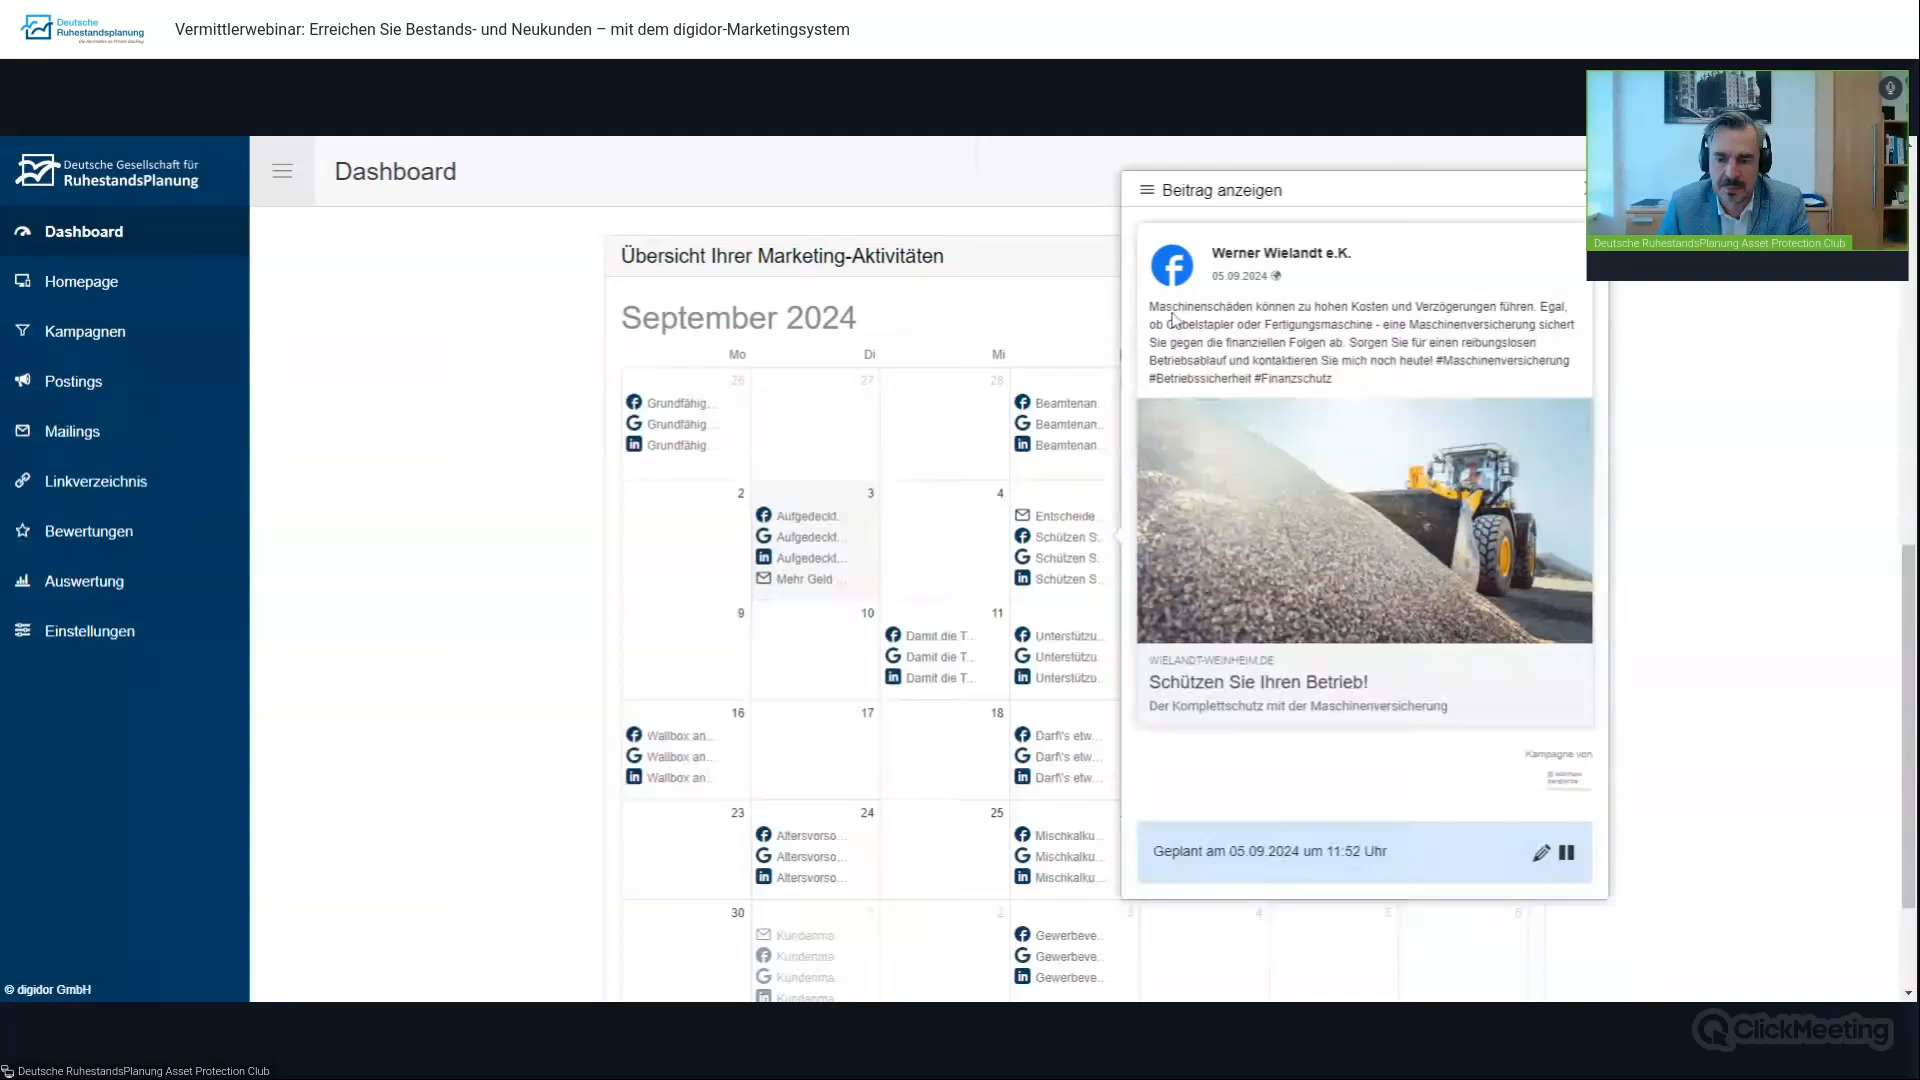 Deutsche
Ruhestandsplanung
Vermittlerwebinar: Erreichen Sie Bestands- und Neukunden – mit dem digidor-Marketingsystem
Deutsche RuhestandsPlanung Asset Protection Club
Deutsche Gesellschaft für
RuhestandsPlanung
Dashboard
Homepage
Kampagnen
Postings
Mailings
Linkverzeichnis
Bewertungen
Auswertung
Einstellungen
© digidor GmbH
Dashboard
Übersicht Ihrer Marketing-Aktivitäten
September 2024
Mo Di Mi
26 27 28
Grundfähig... Beamtenan...
Grundfähig... Beamtenan...
Grundfähig... Beamtenan...
2 3 4
Aufgedeckt... Entscheide
Aufgedeckt... Schützen S...
Aufgedeckt... Schützen S...
Mehr Geld ... Schützen S...
9 10 11
Damit die T... Unterstützu...
Damit die T... Unterstützu...
Damit die T... Unterstützu...
16 17 18
Wallbox an... Darf\'s etw...
Wallbox an... Darf\'s etw...
Wallbox an... Darf\'s etw...
23 24 25
Altersvorso... Mischkalku...
Altersvorso... Mischkalku...
Altersvorso... Mischkalku...
30 1 2 3 4 5 6
Kundenma... Gewerbeve...
Kundenma... Gewerbeve...
Kundenma... Gewerbeve...
Kundenma...
Beitrag anzeigen
Werner Wielandt e.K.
05.09.2024
Maschinenschäden können zu hohen Kosten und Verzögerungen führen. Egal,
ob Gabelstapler oder Fertigungsmaschine - eine Maschinenversicherung sichert
Sie gegen die finanziellen Folgen ab. Sorgen Sie für einen reibungslosen
Betriebsablauf und kontaktieren Sie mich noch heute! #Maschinenversicherung
#Betriebssicherheit #Finanzschutz
WIELANDT-WEINHEIM.DE
Schützen Sie Ihren Betrieb!
Der Komplettschutz mit der Maschinenversicherung
Kampagne von
Geplant am 05.09.2024 um 11:52 Uhr
ClickMeeting
Deutsche RuhestandsPlanung Asset Protection Club